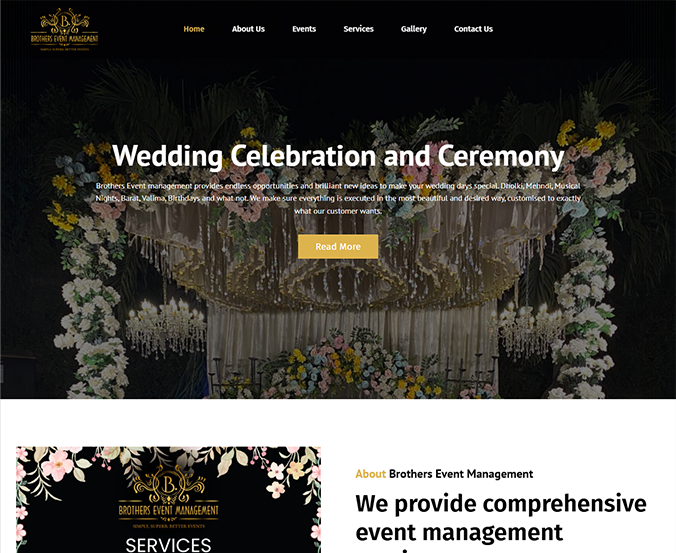 B
BROTHERS EVENT MANAGEMENT
SIMPLE, SUPERB, BETTER EVENTS
Home About Us Events Services Gallery Contact Us
Wedding Celebration and Ceremony
Brothers Event management provides endless opportunities and brilliant new ideas to make your wedding days special. Dholki, Mehndi, Musical
Nights, Barat, Valima, Birthdays and what not. We make sure everything is executed in the most beautiful and desired way, customised to exactly
what our customer wants.
Read More
B
BROTHERS EVENT MANAGEMENT
SIMPLE, SUPERB, BETTER EVENTS
SERVICES
About Brothers Event Management
We provide comprehensive
event management